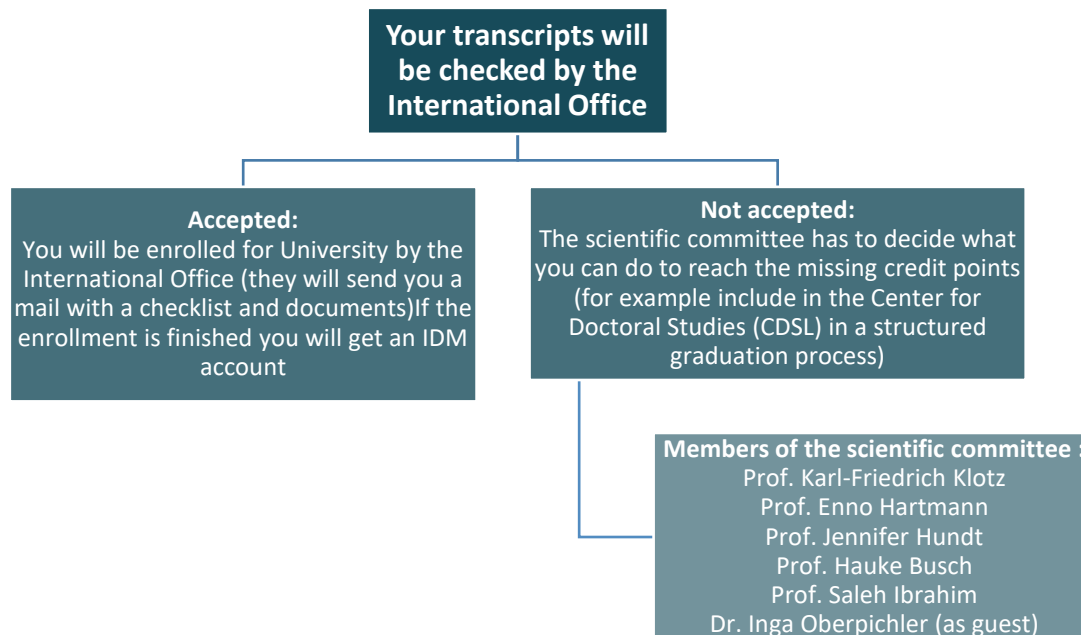 Your transcripts will
be checked by the
International Office
Accepted:
You will be enrolled for University by the
International Office (they will send you a
mail with a checklist and documents)If the
enrollment is finished you will get an IDM
account
Not accepted:
The scientific committee has to decide what
you can do to reach the missing credit points
(for example include in the Center for
Doctoral Studies (CDSL) in a structured
graduation process)
Members of the scientific committee :
Prof. Karl-Friedrich Klotz
Prof. Enno Hartmann
Prof. Jennifer Hundt
Prof. Hauke Busch
Prof. Saleh Ibrahim
Dr. Inga Oberpichler (as guest)